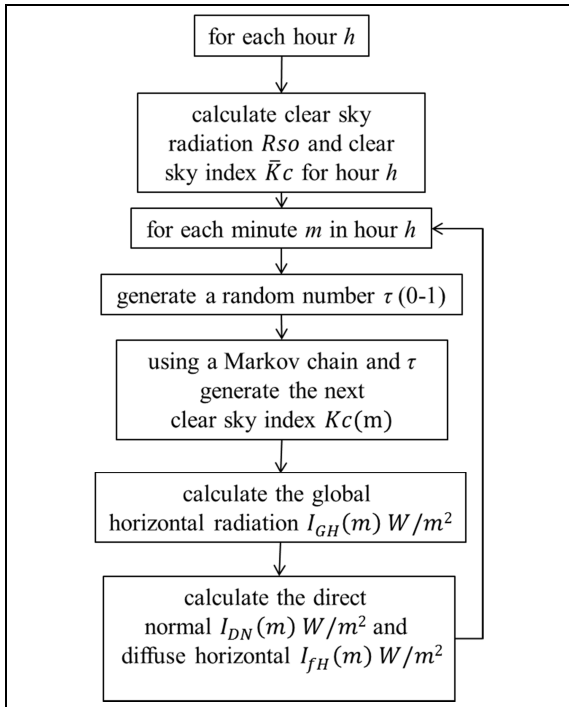 for each hour h
calculate clear sky
radiation Rso and clear
sky index K̄c for hour h
for each minute m in hour h
generate a random number τ (0-1)
using a Markov chain and τ
generate the next
clear sky index Kc(m)
calculate the global
horizontal radiation I_GH(m) W/m²
calculate the direct
normal I_DN(m) W/m² and
diffuse horizontal I_fH(m) W/m²